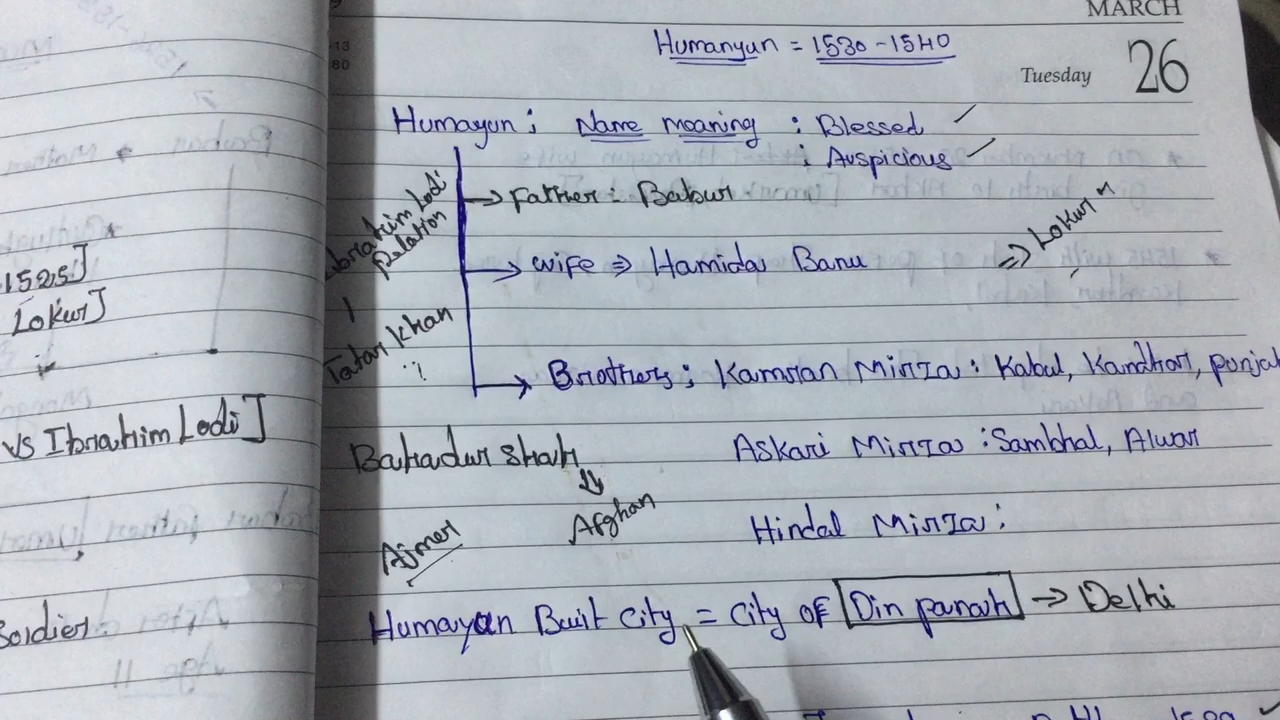 MARCH
Tuesday 26
Humanyun = 1530-1540
Humayun ; Name meaning : Blessed
: Auspicious
→ Father : Babur
Ibrahim Lodi
Relation
Tatar Khan
→ wife ⇒ Hamida Banu ⇒ Lokur
→ Brothers ; Kamran Mirza : Kabul, Kandhar, Punjab
Askari Mirza : Sambhal, Alwar
Hindal Mirza :
Bahadur Shah
Afghan
Ajmer
Humayun Built City = City of Din panah → Delhi
1525]
Lokur]
VS Ibrahim Lodi]
Soldier